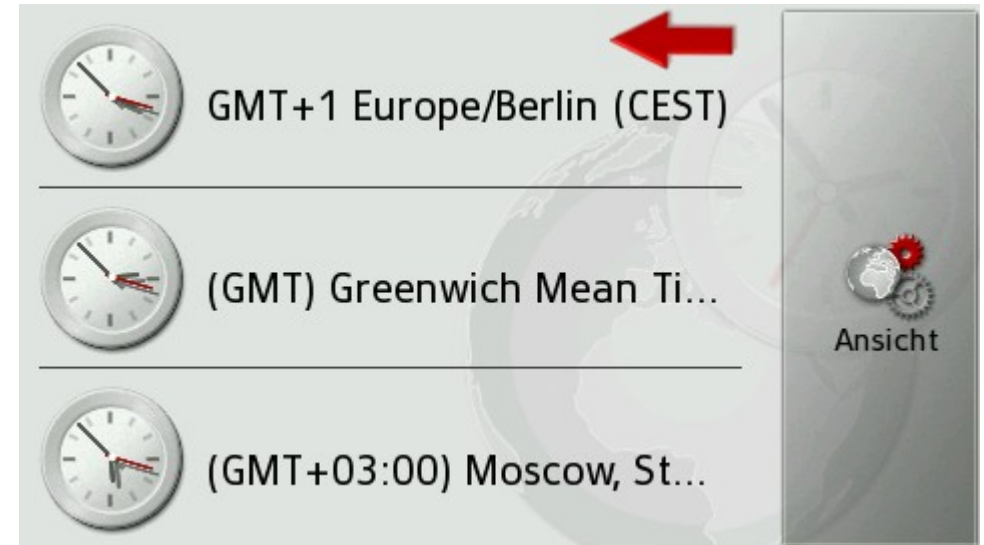 GMT+1 Europe/Berlin (CEST)
(GMT) Greenwich Mean Ti...
Ansicht
(GMT+03:00) Moscow, St...